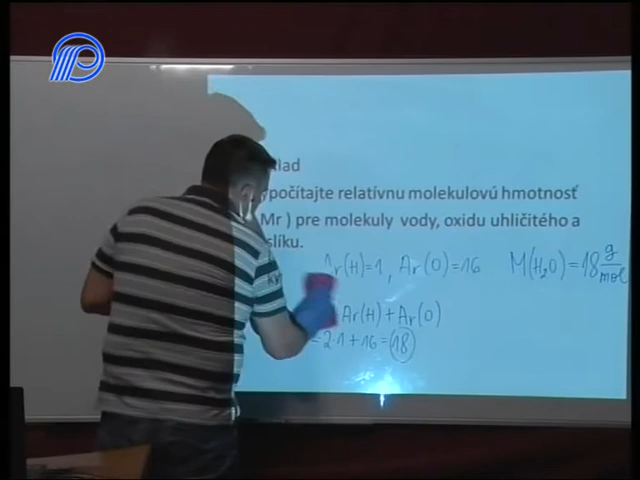 klad
počítajte relatívnu molekulovú hmotnosť
Mr ) pre molekuly vody, oxidu uhličitého a
slíku.
Ar(H)=1, Ar(O)=16 M(H₂O)=18 g/mol
Ar(H)+Ar(O)
=2·1+16=18